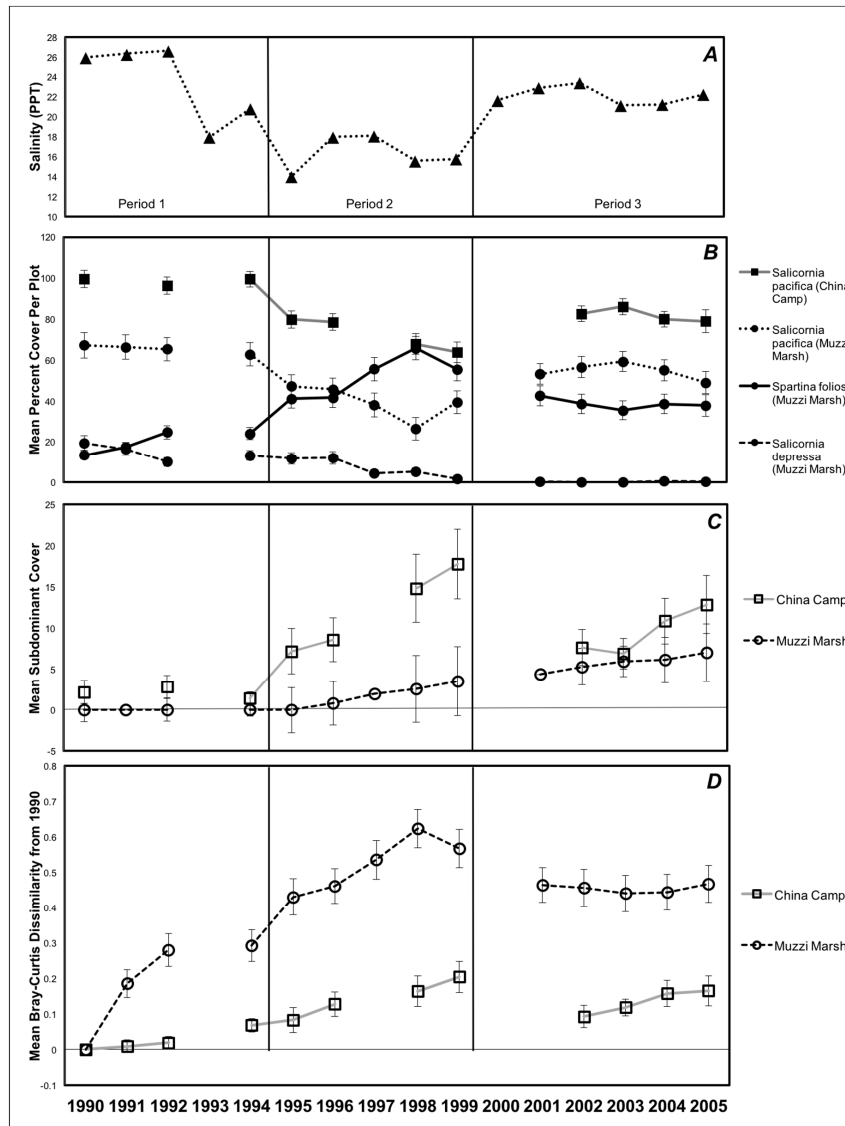 A
28
26
24
22
20
18
16
14
12
10
Salinity (PPT)
Period 1
Period 2
Period 3
B
120
100
80
60
40
20
0
Mean Percent Cover Per Plot
Salicornia
pacifica (China
Camp)
Salicornia
pacifica (Muzzi
Marsh)
Spartina folios
(Muzzi Marsh)
Salicornia
depressa
(Muzzi Marsh)
C
25
20
15
10
5
0
-5
Mean Subdominant Cover
China Camp
Muzzi Marsh
D
0.8
0.7
0.6
0.5
0.4
0.3
0.2
0.1
0
-0.1
Mean Bray-Curtis Dissimilarity from 1990
China Camp
Muzzi Marsh
1990 1991 1992 1993 1994 1995 1996 1997 1998 1999 2000 2001 2002 2003 2004 2005